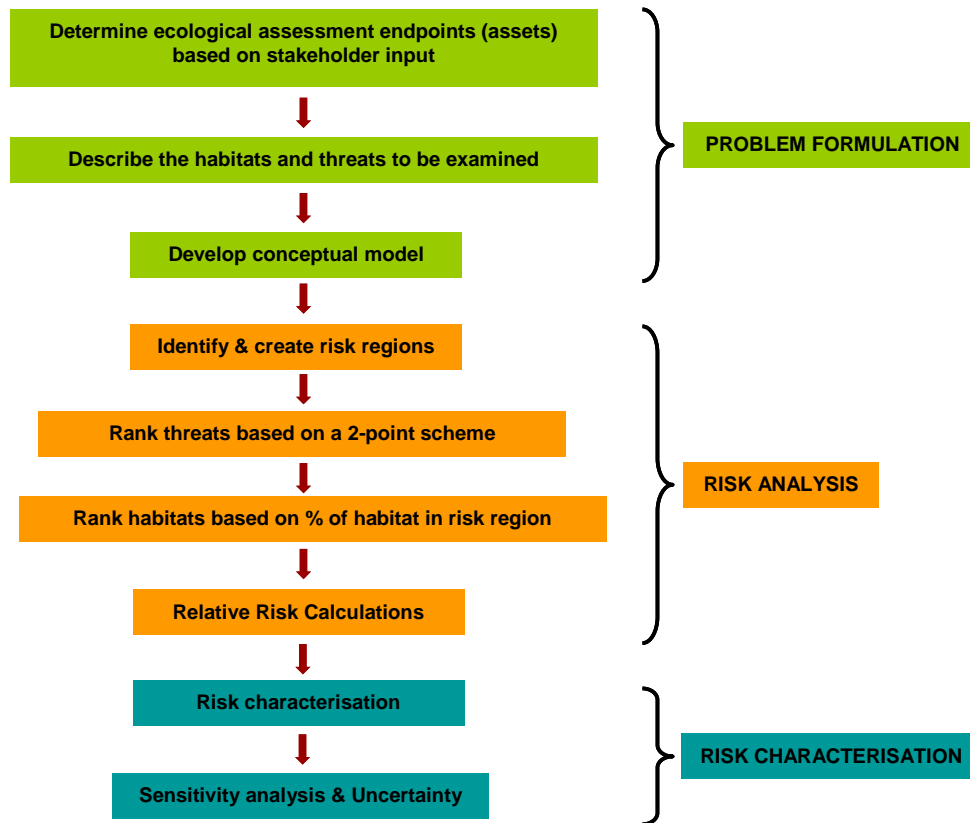 Determine ecological assessment endpoints (assets)
based on stakeholder input
Describe the habitats and threats to be examined
Develop conceptual model
PROBLEM FORMULATION
Identify & create risk regions
Rank threats based on a 2-point scheme
Rank habitats based on % of habitat in risk region
Relative Risk Calculations
RISK ANALYSIS
Risk characterisation
Sensitivity analysis & Uncertainty
RISK CHARACTERISATION